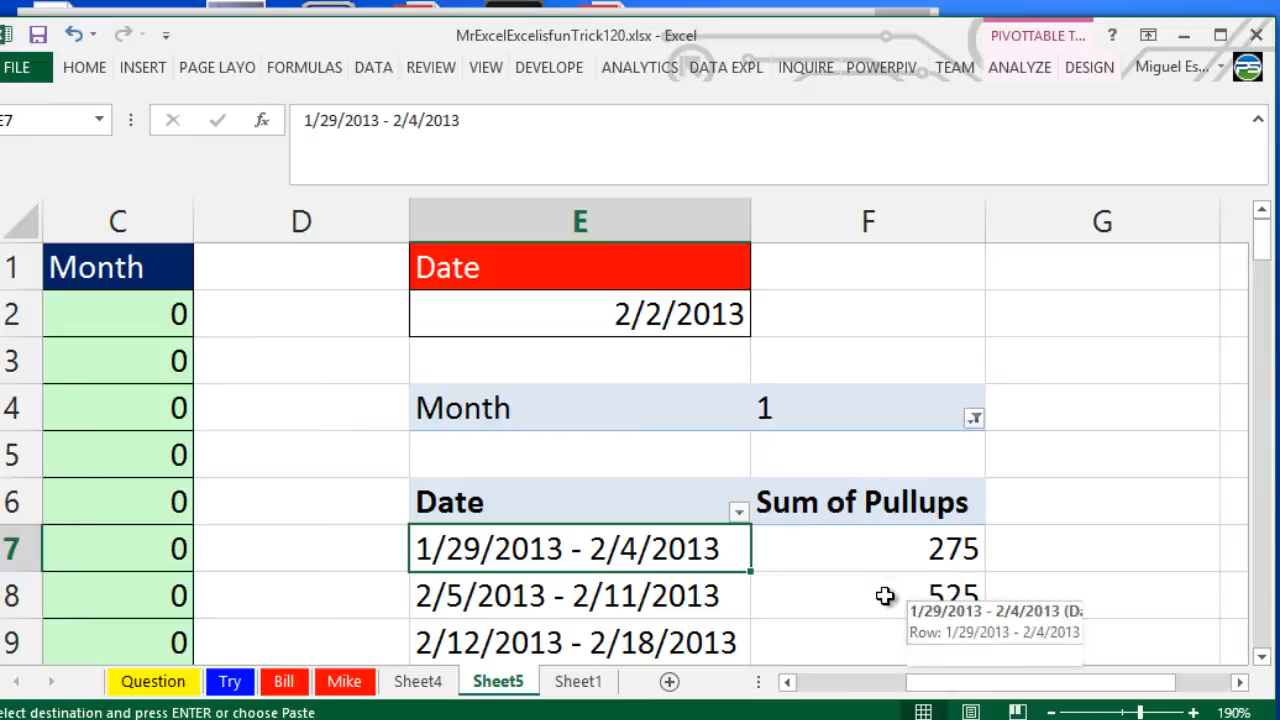 MrExcelExcelisfunTrick120.xlsx - Excel
PIVOTTABLE T... ?
FILE HOME INSERT PAGE LAYO FORMULAS DATA REVIEW VIEW DEVELOPE ANALYTICS DATA EXPL INQUIRE POWERPIV TEAM ANALYZE DESIGN Miguel Es...
E7 fx 1/29/2013 - 2/4/2013
C D E F G
1 Month Date
2 0 2/2/2013
3 0
4 0 Month 1
5 0
6 0 Date Sum of Pullups
7 0 1/29/2013 - 2/4/2013 275
8 0 2/5/2013 - 2/11/2013 525
1/29/2013 - 2/4/2013 (Da
Row: 1/29/2013 - 2/4/2013
9 0 2/12/2013 - 2/18/2013
Question Try Bill Mike Sheet4 Sheet5 Sheet1
elect destination and press ENTER or choose Paste 190%